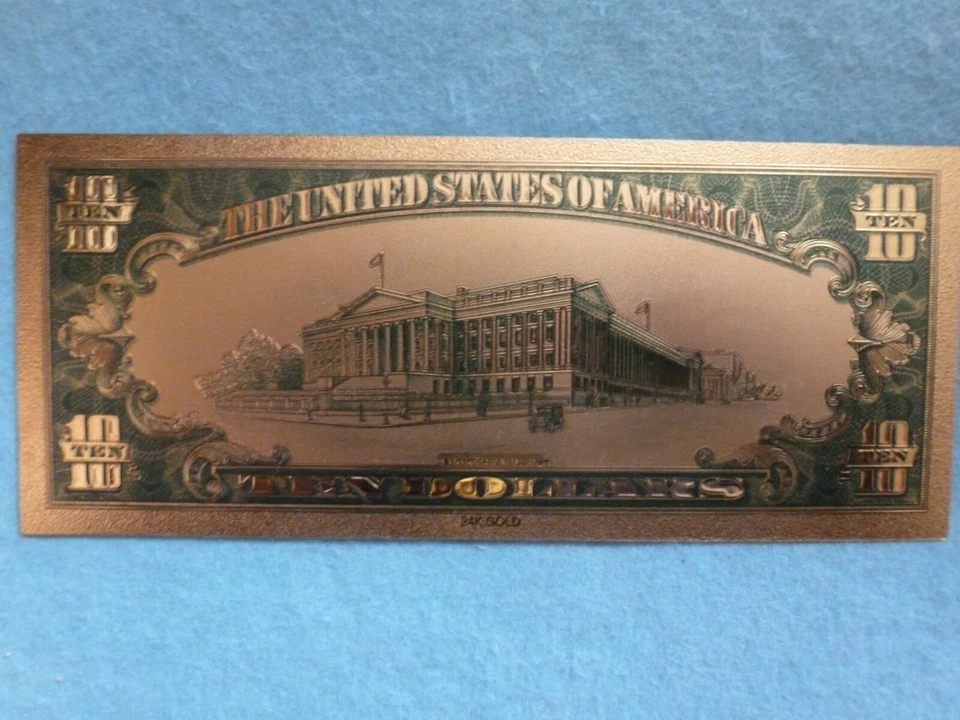 10 TEN 10
THE UNITED STATES OF AMERICA
10 TEN 10
10 TEN 10
TEN DOLLARS
10 TEN 10
24K GOLD